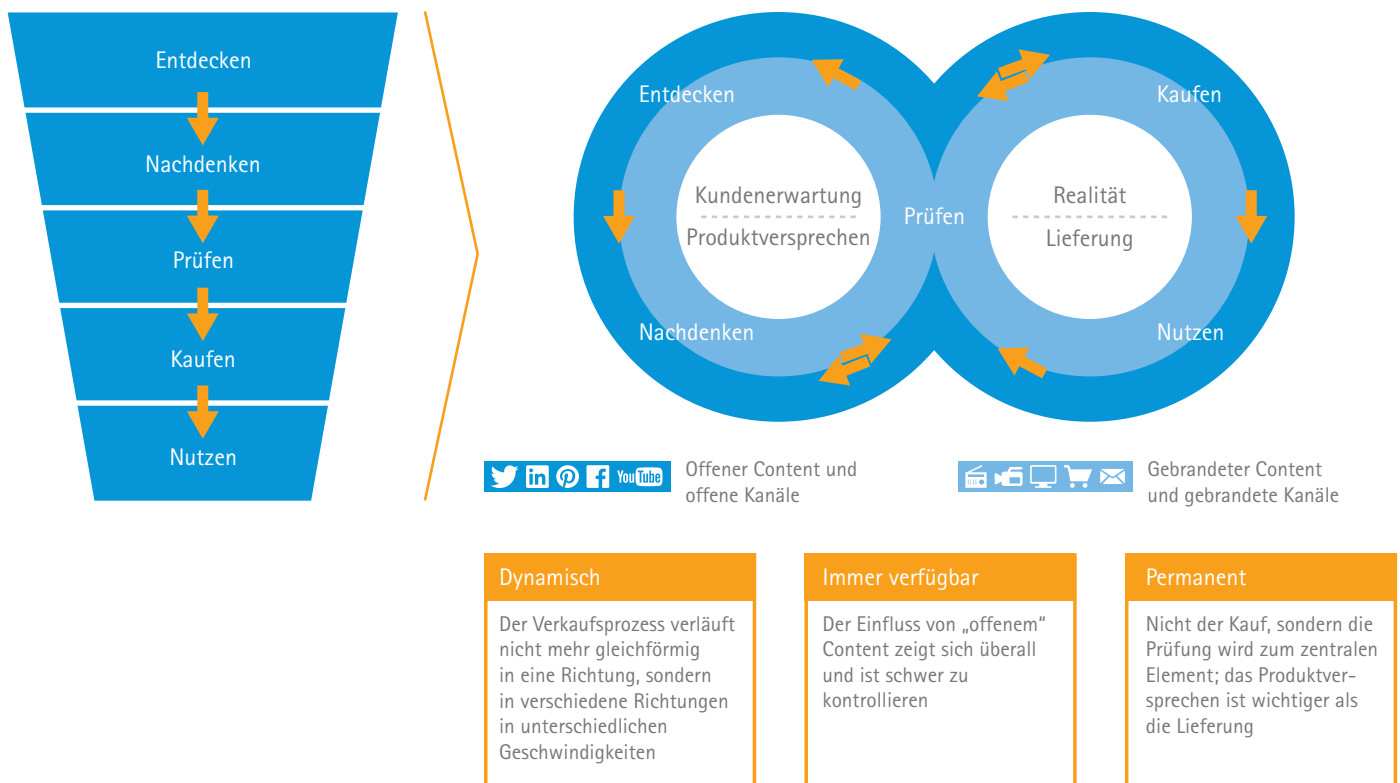 Entdecken
Nachdenken
Prüfen
Kaufen
Nutzen
Entdecken
Kaufen
Kundenerwartung
Produktversprechen
Prüfen
Realität
Lieferung
Nachdenken
Nutzen
in
YouTube
Offener Content und
offene Kanäle
Gebrandeter Content
und gebrandete Kanäle
Dynamisch
Der Verkaufsprozess verläuft
nicht mehr gleichförmig
in eine Richtung, sondern
in verschiedene Richtungen
in unterschiedlichen
Geschwindigkeiten
Immer verfügbar
Der Einfluss von „offenem“
Content zeigt sich überall
und ist schwer zu
kontrollieren
Permanent
Nicht der Kauf, sondern die
Prüfung wird zum zentralen
Element; das Produktver-
sprechen ist wichtiger als
die Lieferung